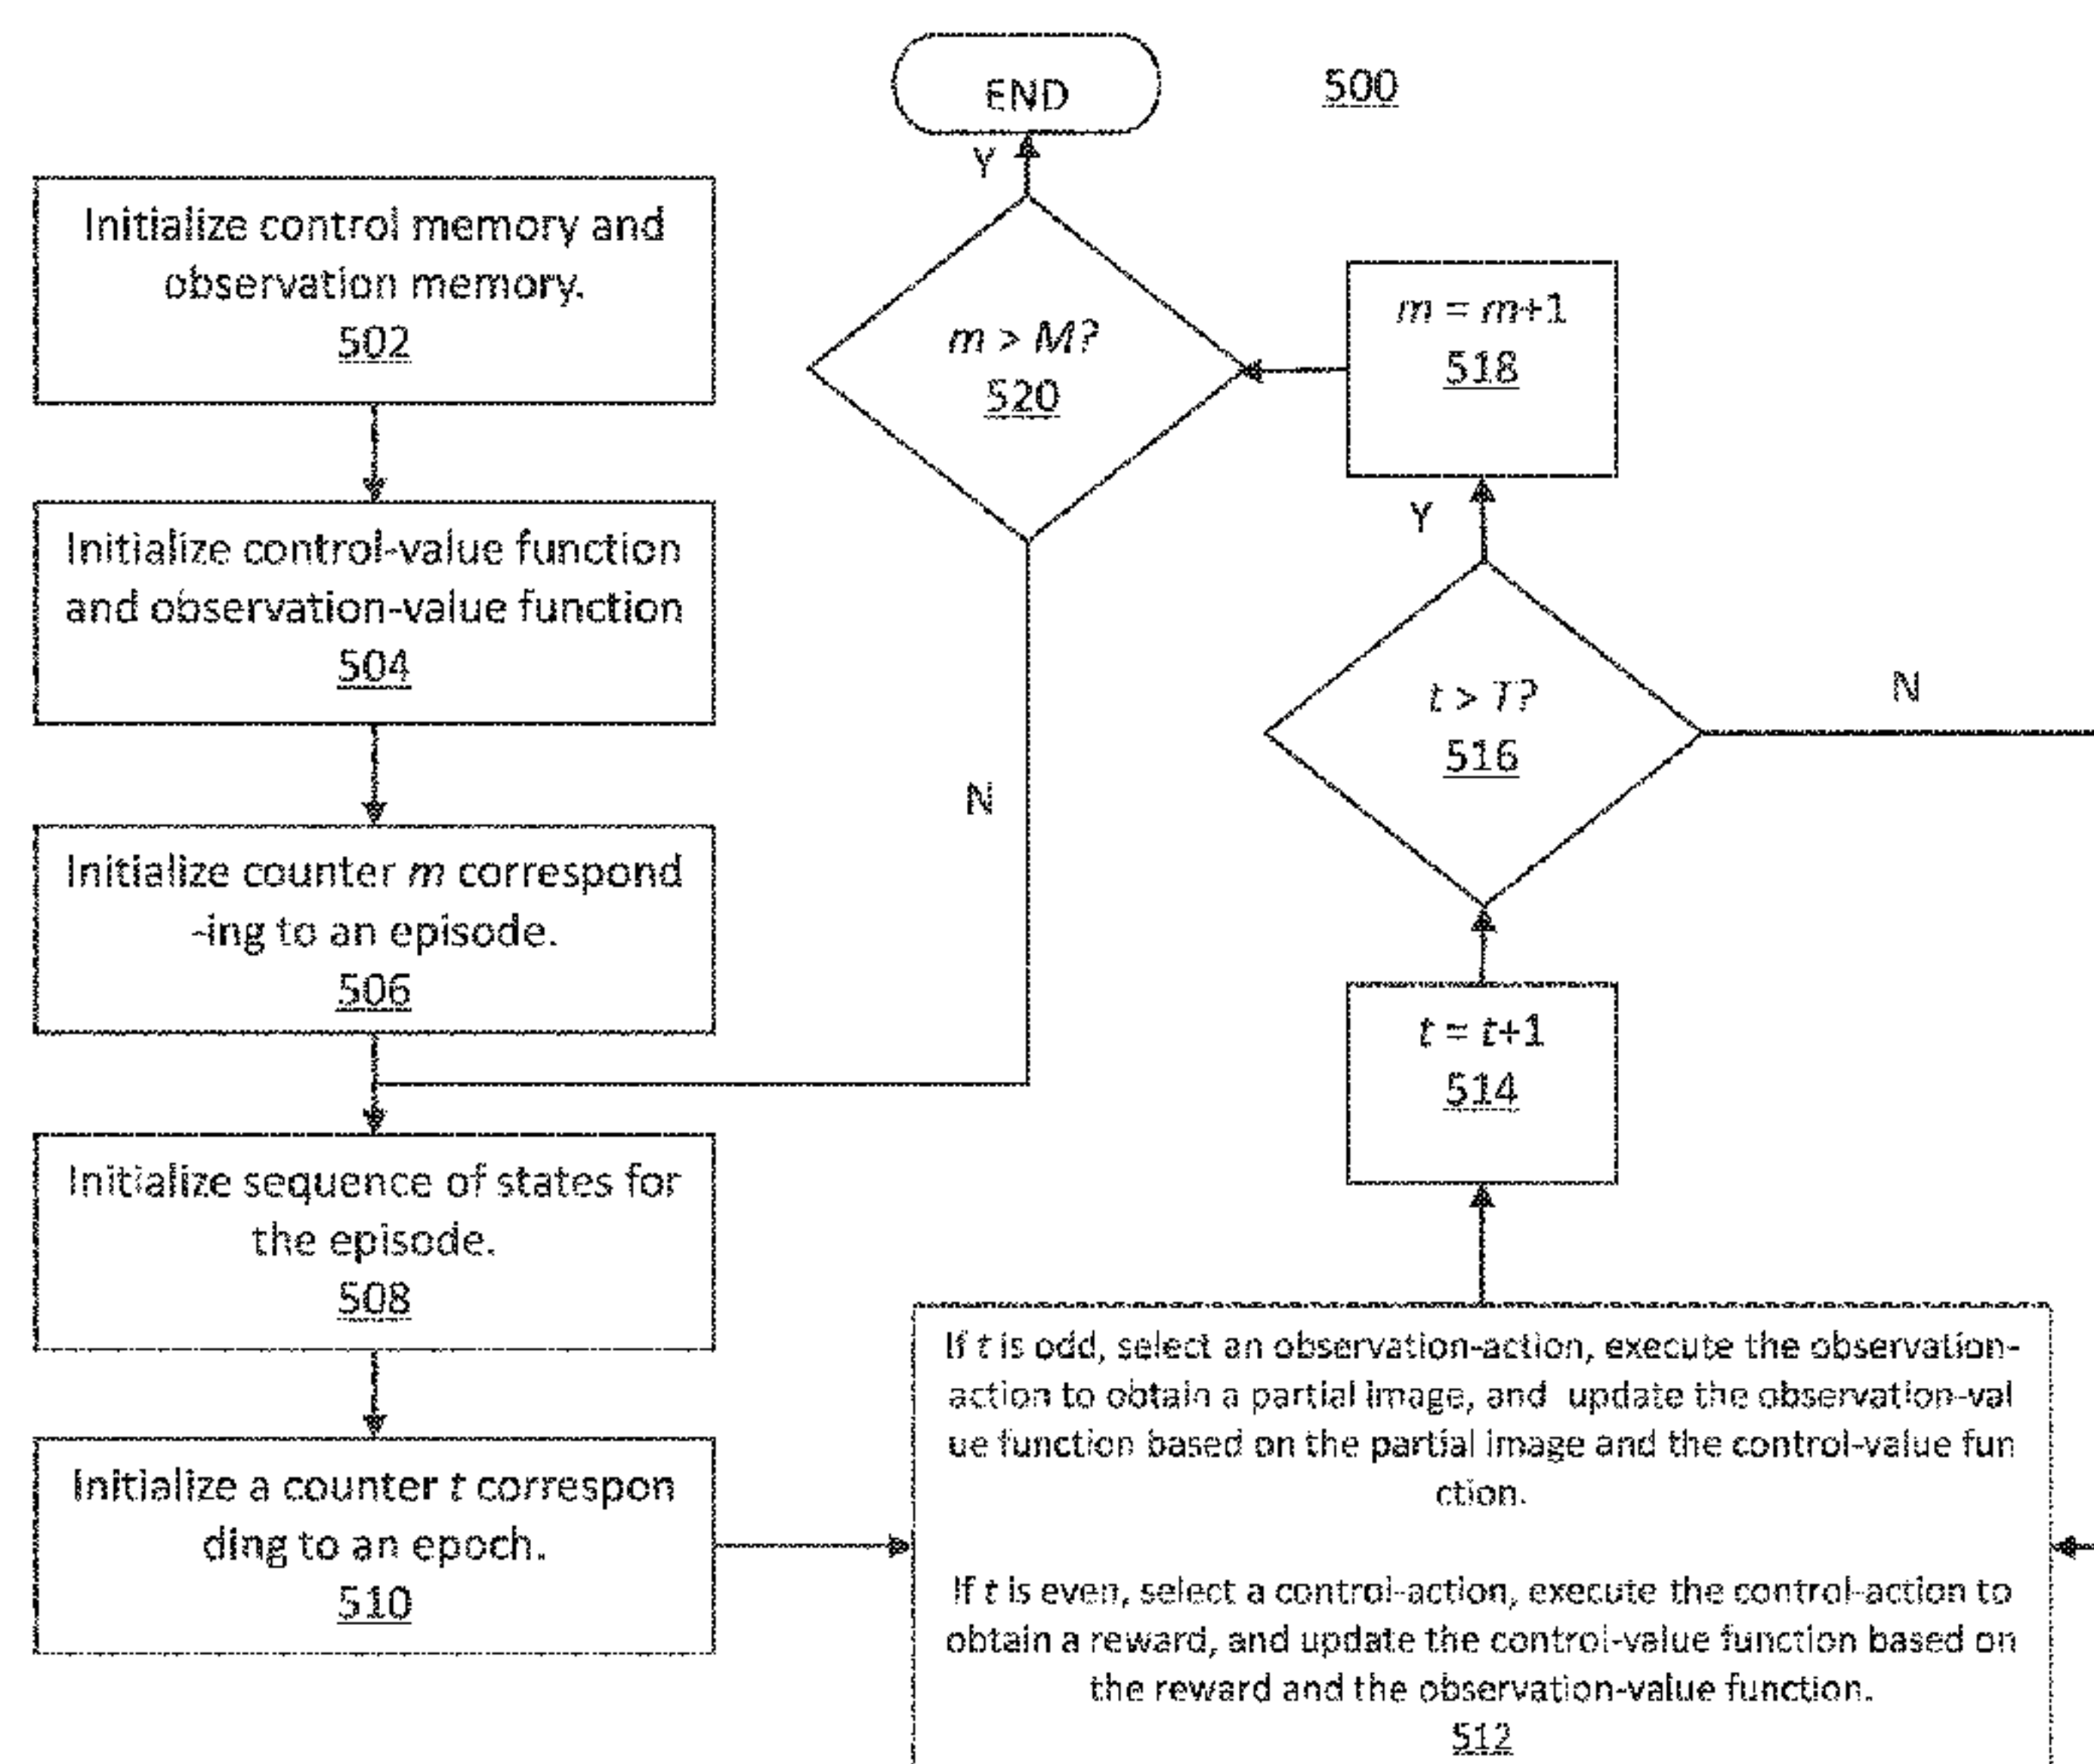 END
500
Y
Initialize control memory and
observation memory.
502
m > M?
520
m = m+1
518
Y
Initialize control-value function
and observation-value function
504
t > T?
516
N
N
Initialize counter m correspond
-ing to an episode.
506
t = t+1
514
Initialize sequence of states for
the episode.
508
If t is odd, select an observation-action, execute the observation-
action to obtain a partial image, and update the observation-val
ue function based on the partial image and the control-value fun
ction.
Initialize a counter t correspon
ding to an epoch.
510
If t is even, select a control-action, execute the control-action to
obtain a reward, and update the control-value function based on
the reward and the observation-value function.
512